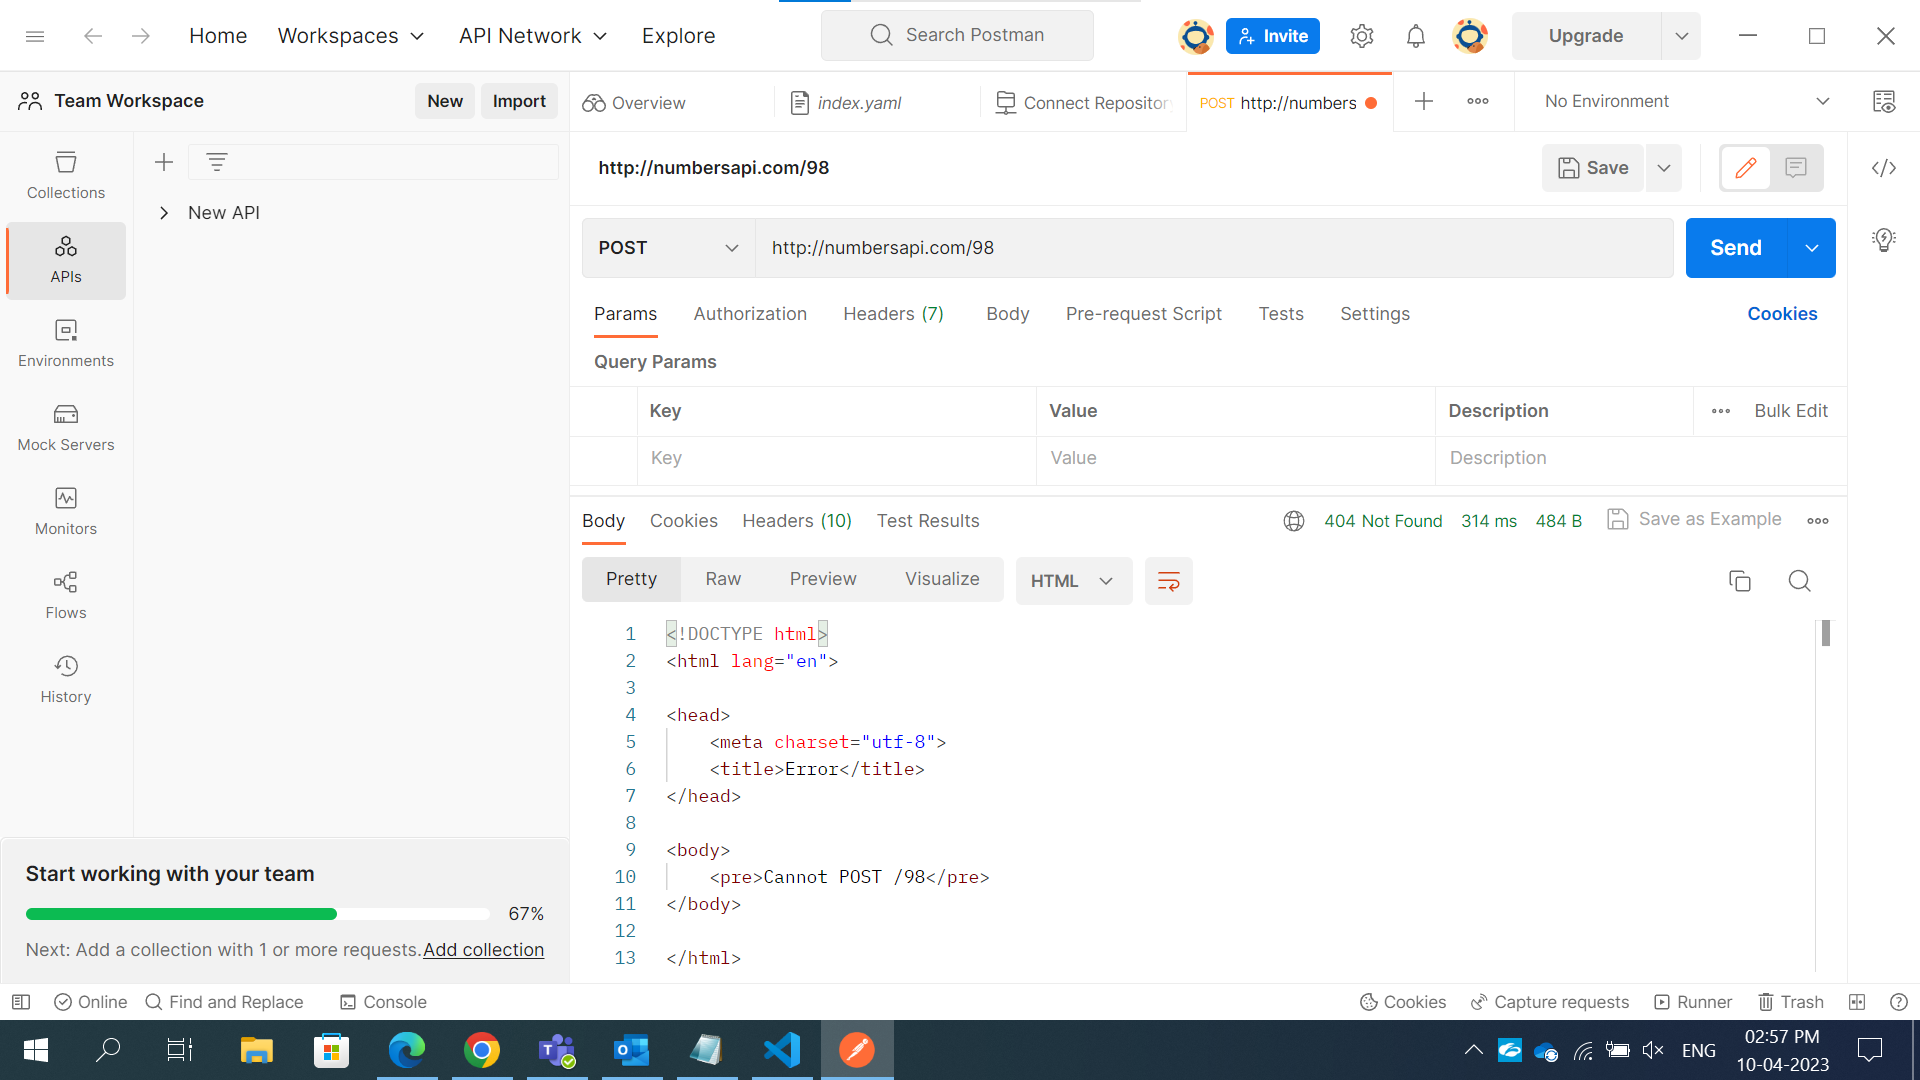 Home
Workspaces
API Network
Explore
Search Postman
Invite
Upgrade
Team Workspace
New
Import
Overview
index.yaml
Connect Repositor
POST http://numbers
No Environment
Collections
APIs
Environments
Mock Servers
Monitors
Flows
History
New API
http://numbersapi.com/98
Save
POST
http://numbersapi.com/98
Send
Params
Authorization
Headers (7)
Body
Pre-request Script
Tests
Settings
Cookies
Query Params
Key
Value
Description
Bulk Edit
Key
Value
Description
Body
Cookies
Headers (10)
Test Results
404 Not Found
314 ms
484 B
Save as Example
Pretty
Raw
Preview
Visualize
HTML
1 <!DOCTYPE html>
2 <html lang="en">
3
4 <head>
5 <meta charset="utf-8">
6 <title>Error</title>
7 </head>
8
9 <body>
10 <pre>Cannot POST /98</pre>
11 </body>
12
13 </html>
Start working with your team
67%
Next: Add a collection with 1 or more requests. Add collection
Online
Find and Replace
Console
Cookies
Capture requests
Runner
Trash
ENG
02:57 PM
10-04-2023